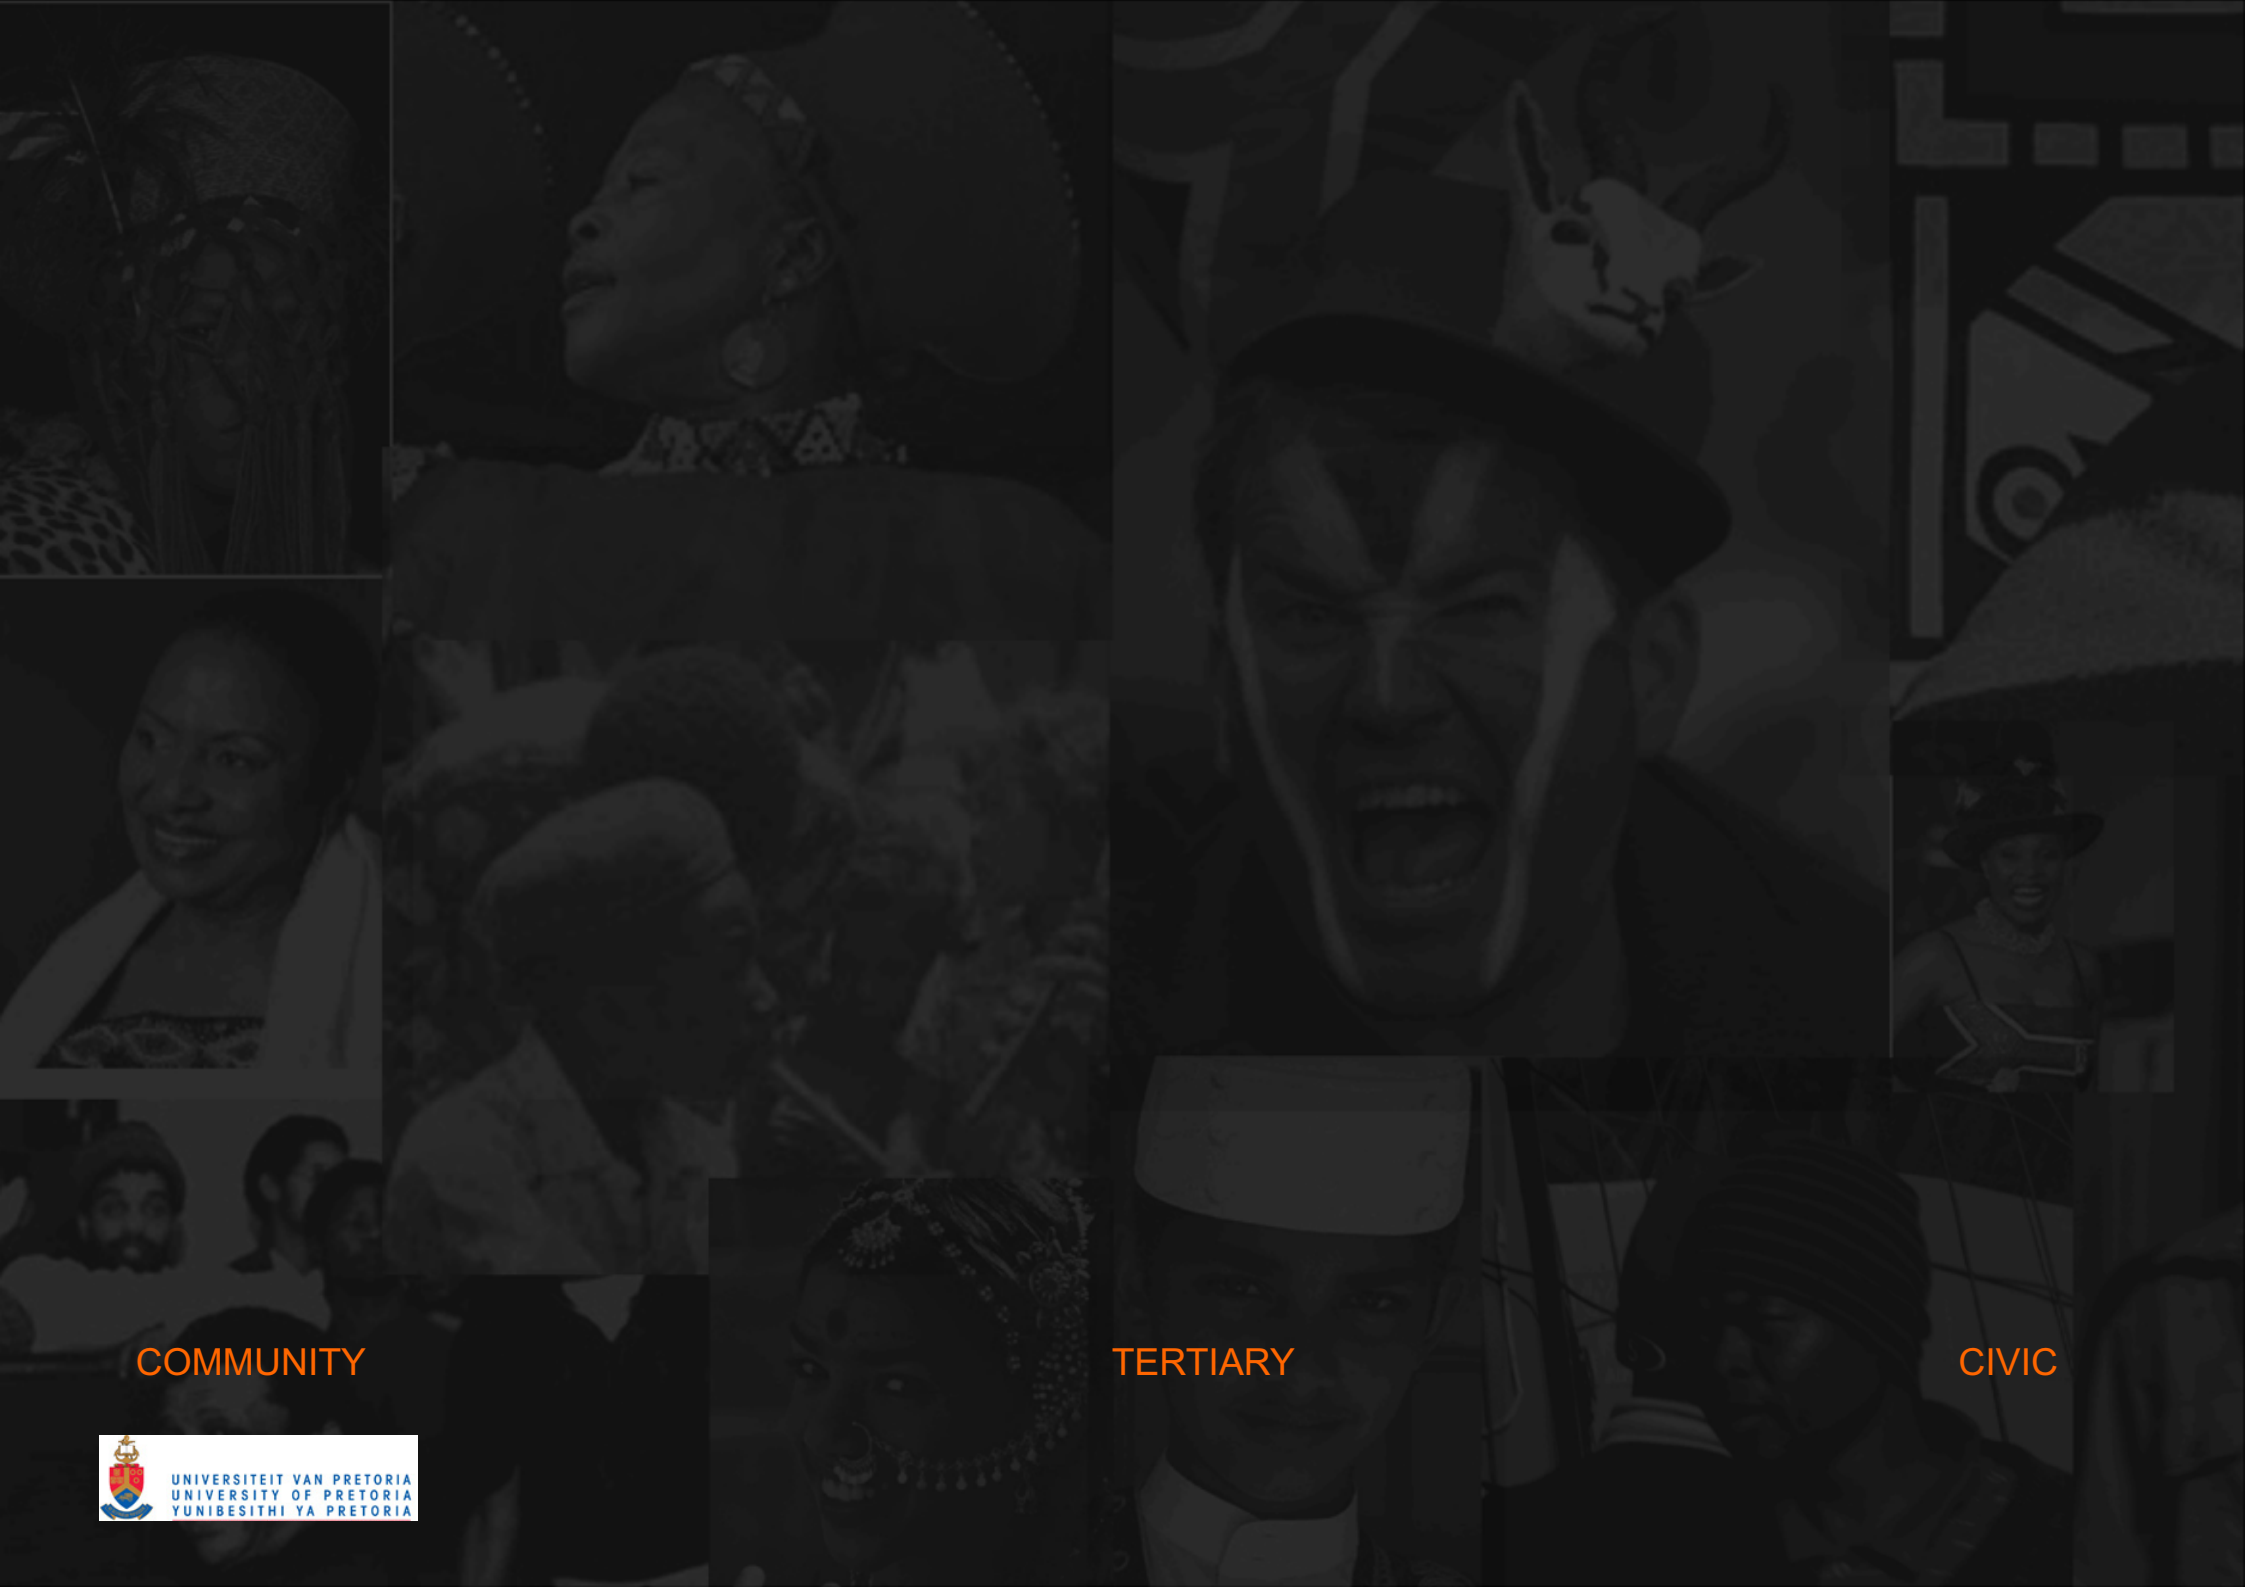 COMMUNITY
TERTIARY
CIVIC
UNIVERSITEIT VAN PRETORIA
UNIVERSITY OF PRETORIA
YUNIBESITHI YA PRETORIA